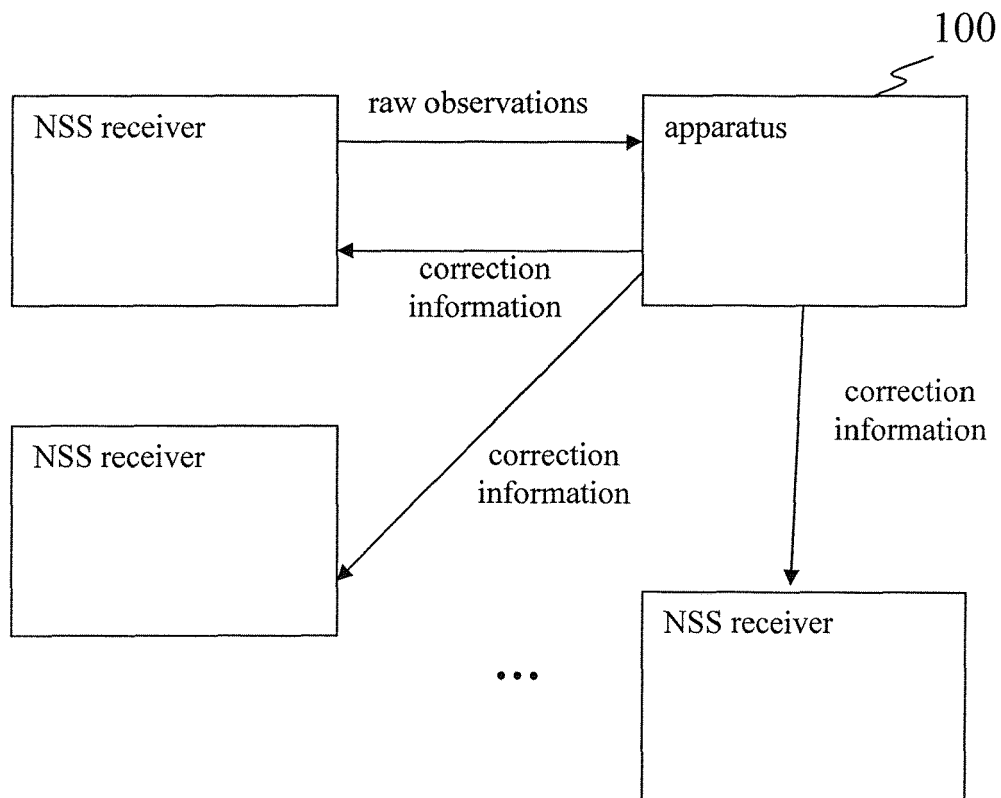 100
NSS receiver
raw observations
apparatus
correction
information
NSS receiver
correction
information
correction
information
...
NSS receiver